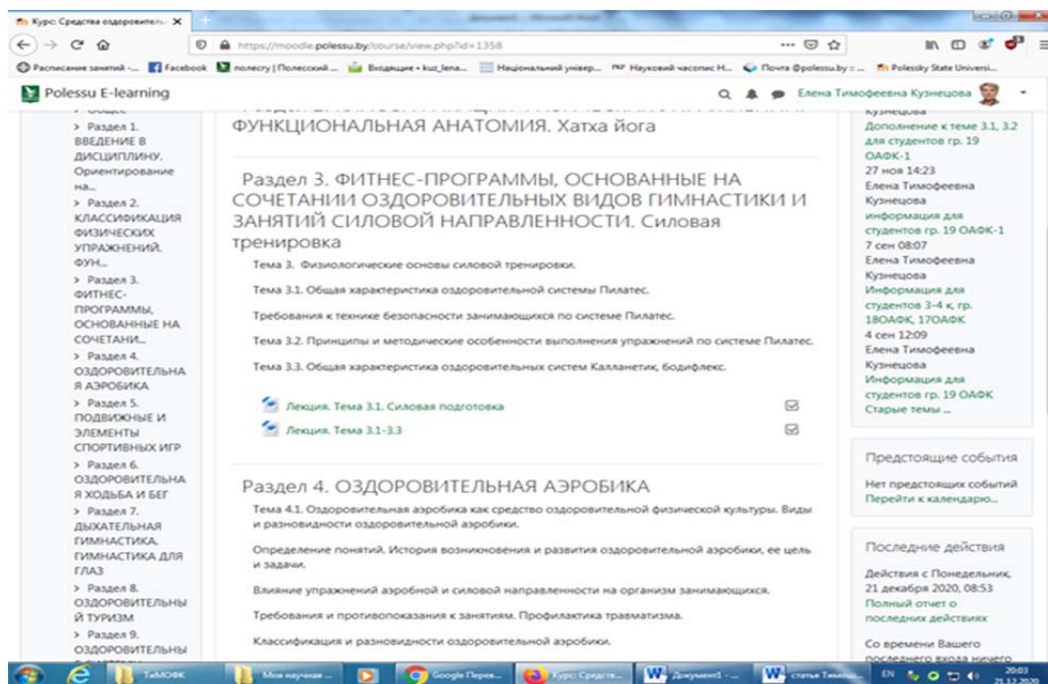 Курс: Средства оздоровитель
https://moodle.polessu.by/course/view.php?id=1358
Расписание занятий -...
Facebook
полесгу | Полесский ...
Входящие • kuz_lena...
Національний універ...
Науковий часопис Н...
Почта @polessu.by :: ...
Polessky State Universi...
Polessu E-learning
Елена Тимофеевна Кузнецова
> Общее
> Раздел 1.
ВВЕДЕНИЕ В
ДИСЦИПЛИНУ.
Ориентирование
на...
> Раздел 2.
КЛАССИФИКАЦИЯ
ФИЗИЧЕСКИХ
УПРАЖНЕНИЙ.
ФУН...
> Раздел 3.
ФИТНЕС-
ПРОГРАММЫ,
ОСНОВАННЫЕ НА
СОЧЕТАНИ...
> Раздел 4.
ОЗДОРОВИТЕЛЬНА
Я АЭРОБИКА
> Раздел 5.
ПОДВИЖНЫЕ И
ЭЛЕМЕНТЫ
СПОРТИВНЫХ ИГР
> Раздел 6.
ОЗДОРОВИТЕЛЬНА
Я ХОДЬБА И БЕГ
> Раздел 7.
ДЫХАТЕЛЬНАЯ
ГИМНАСТИКА.
ГИМНАСТИКА ДЛЯ
ГЛАЗ
> Раздел 8.
ОЗДОРОВИТЕЛЬНЫ
Й ТУРИЗМ
> Раздел 9.
ОЗДОРОВИТЕЛЬНЫ
ФУНКЦИОНАЛЬНАЯ АНАТОМИЯ. Хатха йога
Раздел 3. ФИТНЕС-ПРОГРАММЫ, ОСНОВАННЫЕ НА
СОЧЕТАНИИ ОЗДОРОВИТЕЛЬНЫХ ВИДОВ ГИМНАСТИКИ И
ЗАНЯТИЙ СИЛОВОЙ НАПРАВЛЕННОСТИ. Силовая
тренировка
Тема 3. Физиологические основы силовой тренировки.
Тема 3.1. Общая характеристика оздоровительной системы Пилатес.
Требования к технике безопасности занимающихся по системе Пилатес.
Тема 3.2. Принципы и методические особенности выполнения упражнений по системе Пилатес.
Тема 3.3. Общая характеристика оздоровительных систем Калланетик, бодифлекс.
Лекция. Тема 3.1. Силовая подготовка
Лекция. Тема 3.1-3.3
Раздел 4. ОЗДОРОВИТЕЛЬНАЯ АЭРОБИКА
Тема 4.1. Оздоровительная аэробика как средство оздоровительной физической культуры. Виды
и разновидности оздоровительной аэробики.
Определение понятий. История возникновения и развития оздоровительной аэробики, ее цель
и задачи.
Влияние упражнений аэробной и силовой направленности на организм занимающихся.
Требования и противопоказания к занятиям. Профилактика травматизма.
Классификация и разновидности оздоровительной аэробики.
Кузнецова
Дополнение к теме 3.1, 3.2
для студентов гр. 19
ОАФК-1
27 ноя 14:23
Елена Тимофеевна
Кузнецова
информация для
студентов гр. 19 ОАФК-1
7 сен 08:07
Елена Тимофеевна
Кузнецова
Информация для
студентов 3-4 к, гр.
18ОАФК, 17ОАФК
4 сен 12:09
Елена Тимофеевна
Кузнецова
Информация для
студентов гр. 19 ОАФК
Старые темы ...
Предстоящие события
Нет предстоящих событий
Перейти к календарю...
Последние действия
Действия с Понедельник,
21 декабря 2020, 08:53
Полный отчет о
последних действиях
Со времени Вашего
последнего входа ничего
ТиМОФК
Моя научная ...
Google Перев...
Курс: Средств...
Документ1 - ...
статья Тимош...
EN
20:03
21.12.2020